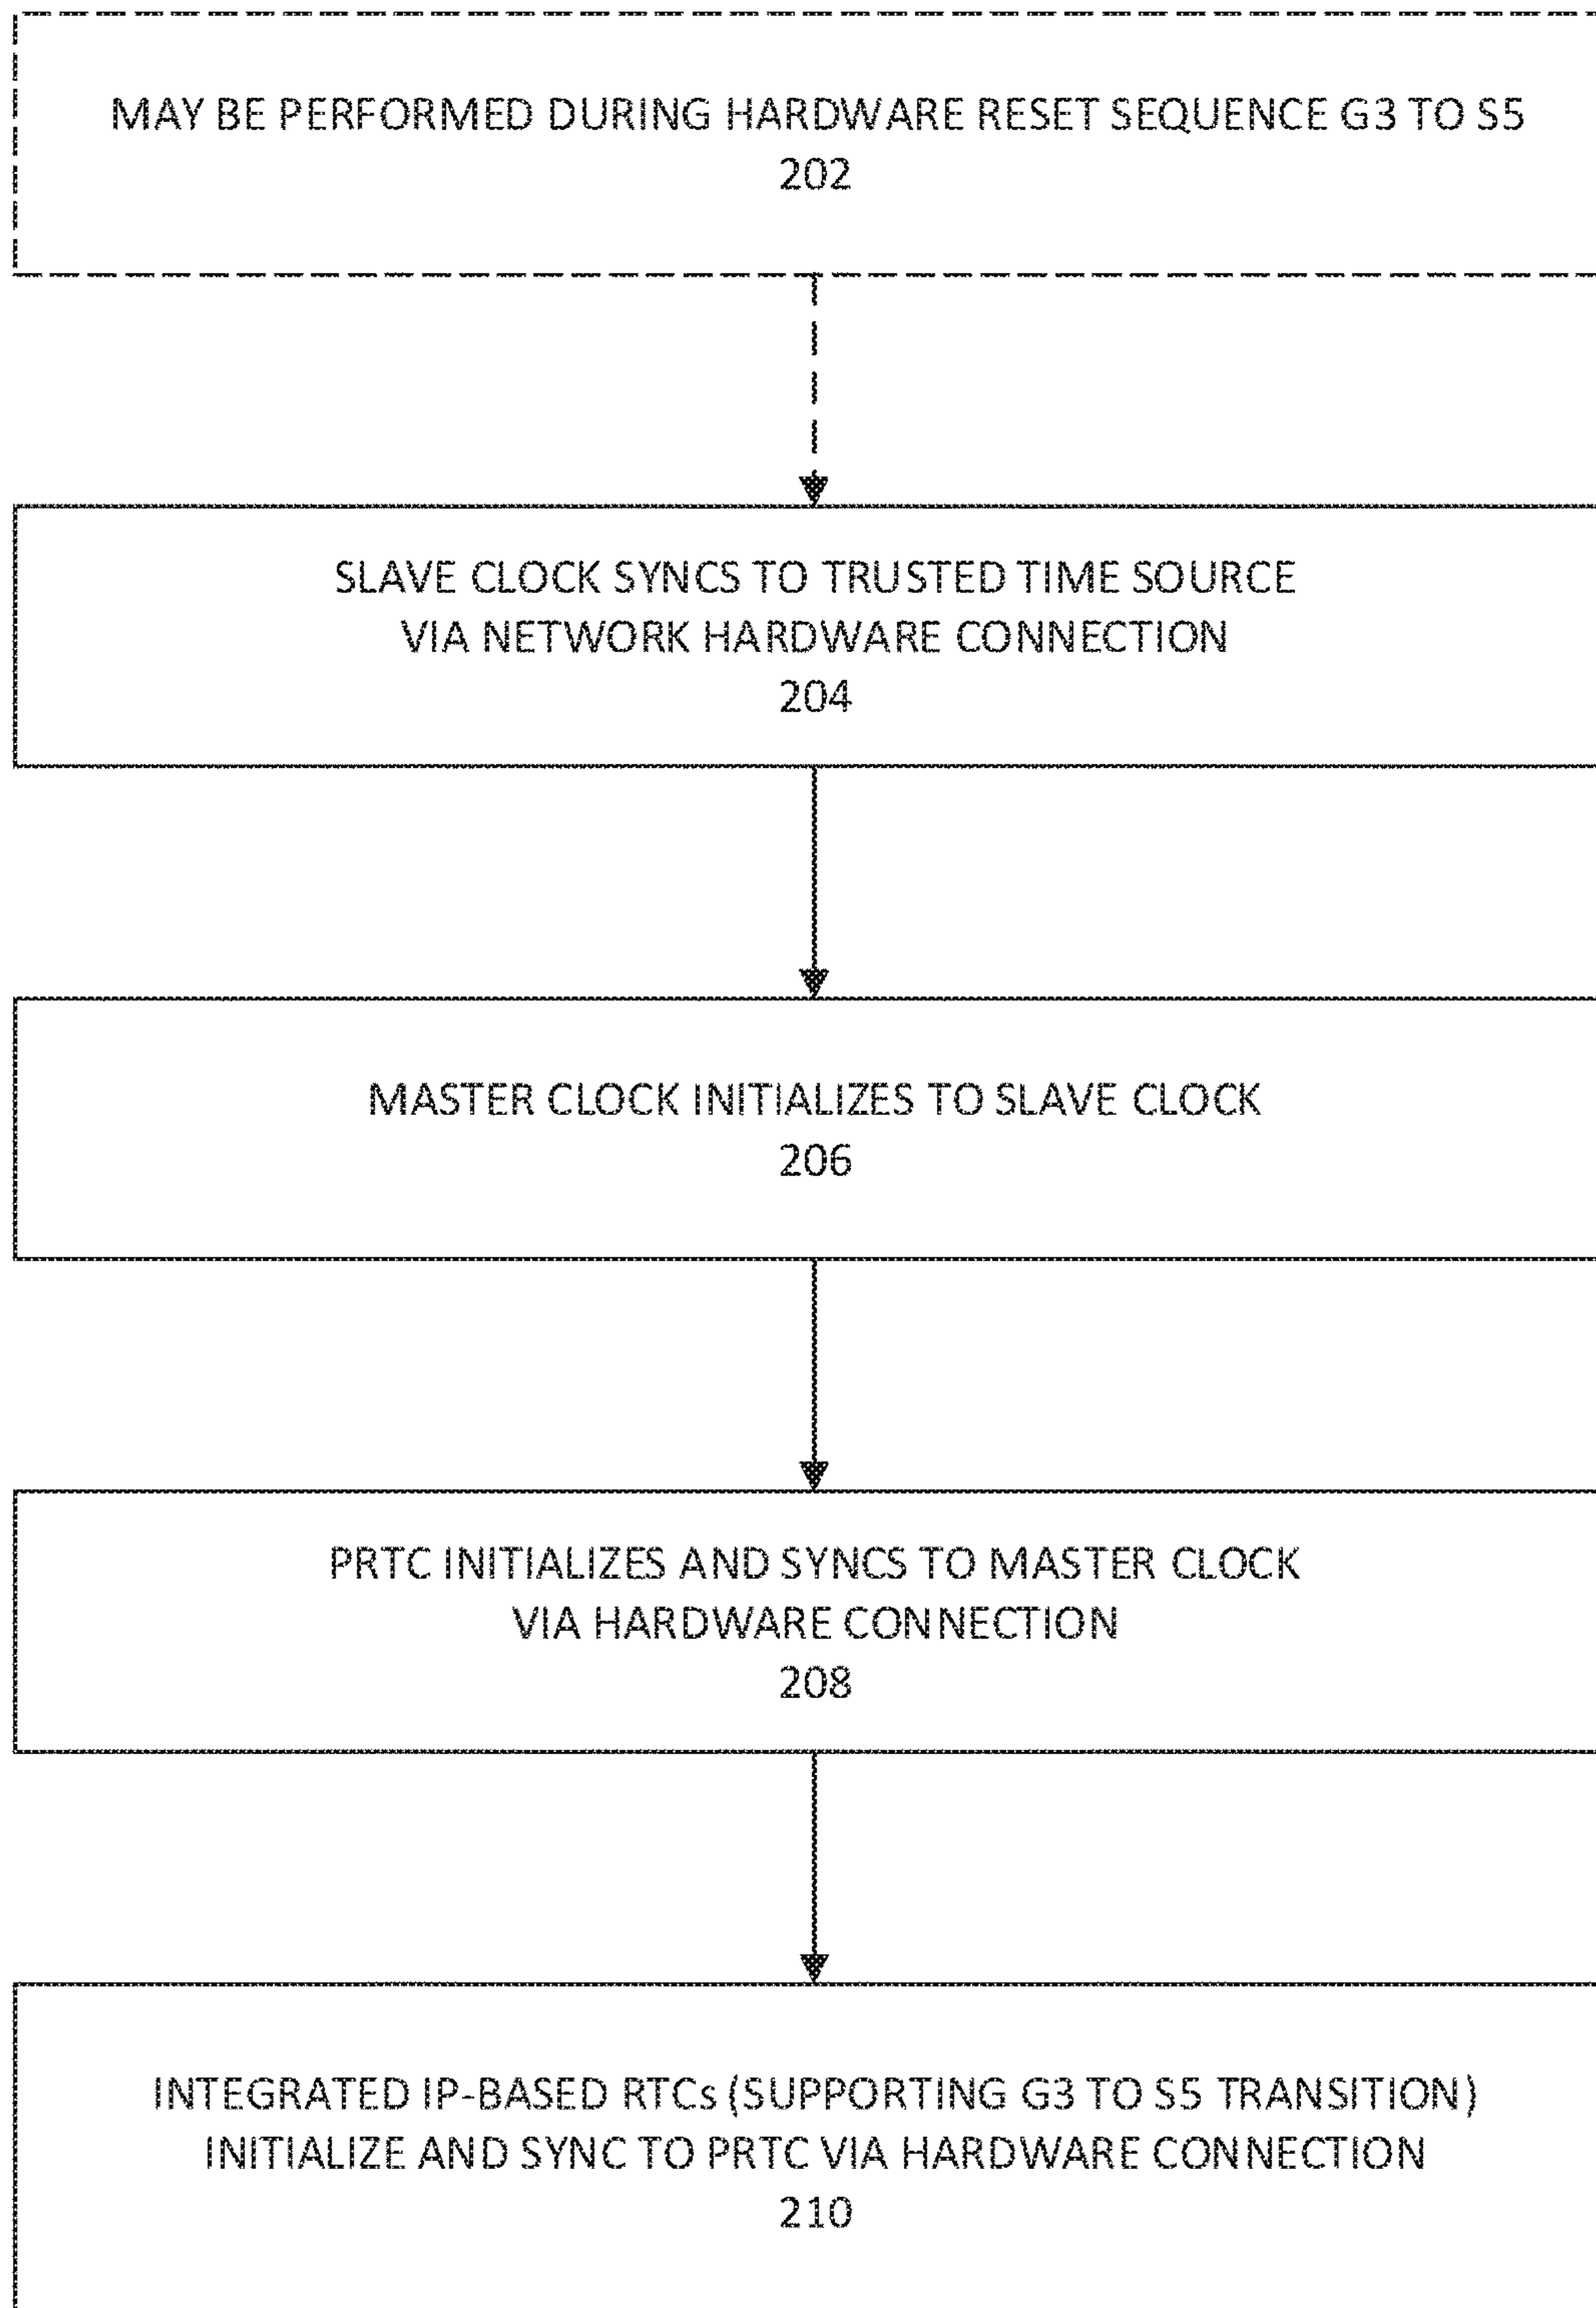 MAY BE PERFORMED DURING HARDWARE RESET SEQUENCE G3 TO S5
202
SLAVE CLOCK SYNCS TO TRUSTED TIME SOURCE
VIA NETWORK HARDWARE CONNECTION
204
MASTER CLOCK INITIALIZES TO SLAVE CLOCK
206
PRTC INITIALIZES AND SYNCS TO MASTER CLOCK
VIA HARDWARE CONNECTION
208
INTEGRATED IP-BASED RTCs (SUPPORTING G3 TO S5 TRANSITION)
INITIALIZE AND SYNC TO PRTC VIA HARDWARE CONNECTION
210